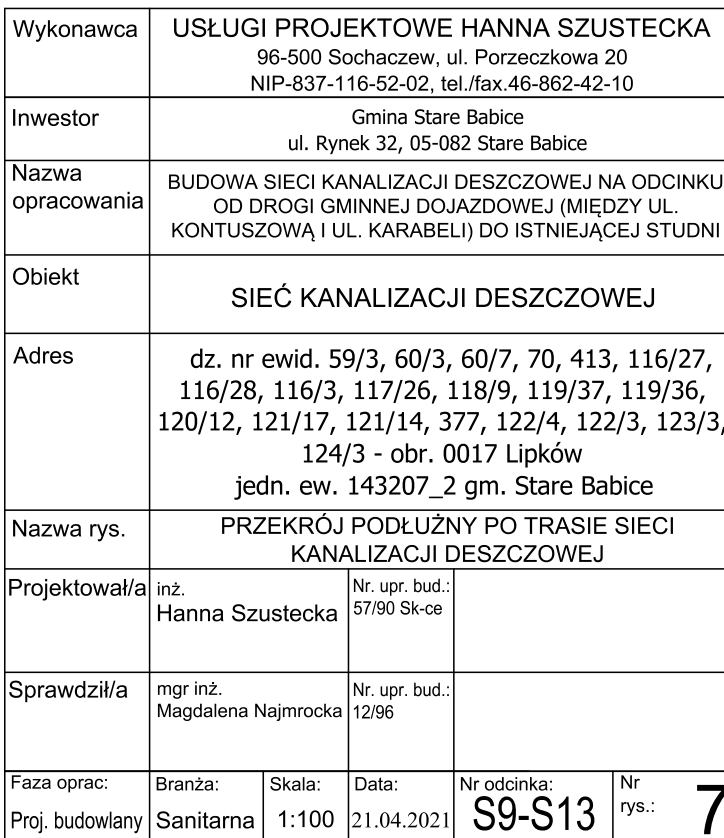 Wykonawca
USŁUGI PROJEKTOWE HANNA SZUSTECKA
96-500 Sochaczew, ul. Porzeczkowa 20
NIP-837-116-52-02, tel./fax.46-862-42-10
Inwestor
Gmina Stare Babice
ul. Rynek 32, 05-082 Stare Babice
Nazwa
opracowania
BUDOWA SIECI KANALIZACJI DESZCZOWEJ NA ODCINKU
OD DROGI GMINNEJ DOJAZDOWEJ (MIĘDZY UL.
KONTUSZOWĄ I UL. KARABELI) DO ISTNIEJĄCEJ STUDNI
Obiekt
SIEĆ KANALIZACJI DESZCZOWEJ
Adres
dz. nr ewid. 59/3, 60/3, 60/7, 70, 413, 116/27,
116/28, 116/3, 117/26, 118/9, 119/37, 119/36,
120/12, 121/17, 121/14, 377, 122/4, 122/3, 123/3,
124/3 - obr. 0017 Lipków
jedn. ew. 143207_2 gm. Stare Babice
Nazwa rys.
PRZEKRÓJ PODŁUŻNY PO TRASIE SIECI
KANALIZACJI DESZCZOWEJ
Projektował/a
inż.
Hanna Szustecka
Nr. upr. bud.:
57/90 Sk-ce
Sprawdził/a
mgr inż.
Magdalena Najmrocka
Nr. upr. bud.:
12/96
Faza oprac:
Proj. budowlany
Branża:
Sanitarna
Skala:
1:100
Data:
21.04.2021
Nr odcinka:
S9-S13
Nr
rys.:
7